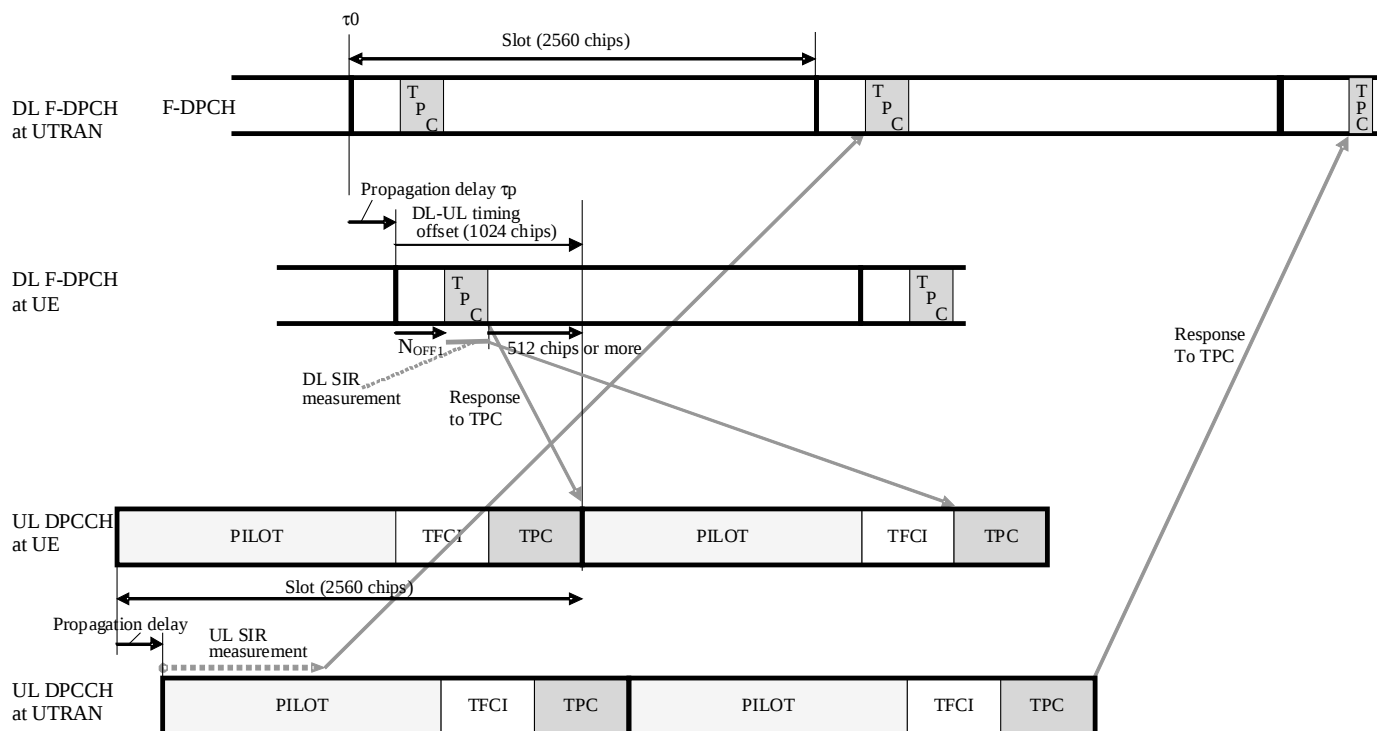 τ0
Slot (2560 chips)
DL F-DPCH
at UTRAN
F-DPCH
T
P
C
T
P
C
T
P
C
Propagation delay τp
DL-UL timing
offset (1024 chips)
DL F-DPCH
at UE
T
P
C
T
P
C
NOFF1
512 chips or more
DL SIR
measurement
Response
to TPC
Response
To TPC
UL DPCCH
at UE
PILOT
TFCI
TPC
PILOT
TFCI
TPC
Slot (2560 chips)
Propagation delay
UL SIR
measurement
UL DPCCH
at UTRAN
PILOT
TFCI
TPC
PILOT
TFCI
TPC